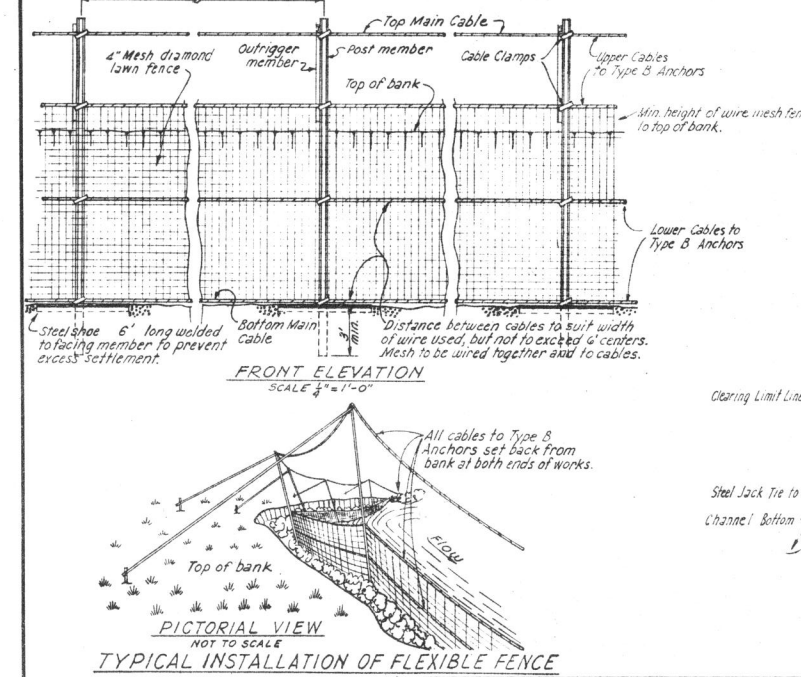 Top Main Cable
4" Mesh diamond
lawn fence
Outrigger
member
Post member
Cable Clamps
Upper Cables
to Type B Anchors
Top of bank
Min. height of wire mesh fen
to top of bank.
Lower Cables to
Type B Anchors
Steel shoe 6' long welded
to facing member to prevent
excess settlement.
Bottom Main
Cable
3'
min.
Distance between cables to suit width
of wire used, but not to exceed 6' centers.
Mesh to be wired together and to cables.
FRONT ELEVATION
SCALE ¼" = 1'-0"
Clearing Limit Line
All cables to Type B
Anchors set back from
bank at both ends of works.
Steel Jack Tie to
Channel Bottom
FLOW
Top of bank
PICTORIAL VIEW
NOT TO SCALE
TYPICAL INSTALLATION OF FLEXIBLE FENCE